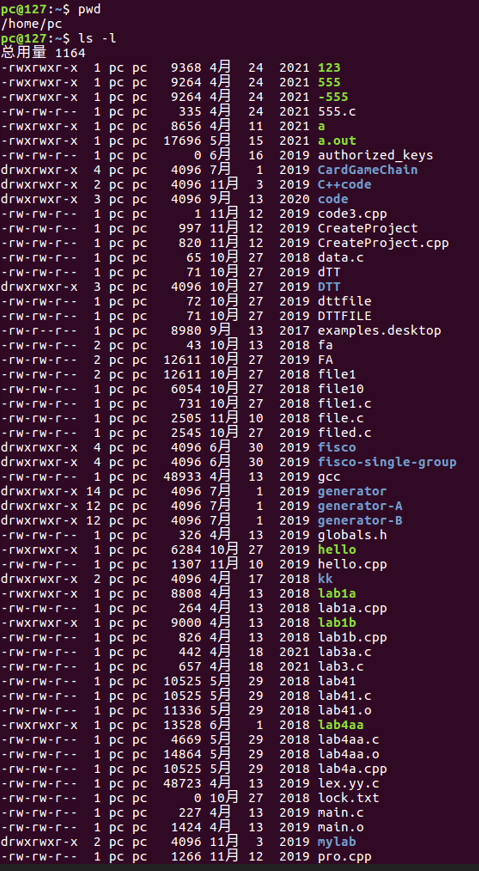 pc@127:~$ pwd
/home/pc
pc@127:~$ ls -l
总用量 1164
-rwxrwxr-x 1 pc pc 9368 4月 24 2021 123
-rwxrwxr-x 1 pc pc 9264 4月 24 2021 555
-rwxrwxr-x 1 pc pc 9264 4月 24 2021 -555
-rw-rw-r-- 1 pc pc 335 4月 24 2021 555.c
-rwxrwxr-x 1 pc pc 8656 4月 11 2021 a
-rwxrwxr-x 1 pc pc 17696 5月 15 2021 a.out
-rw-rw-r-- 1 pc pc 0 6月 16 2019 authorized_keys
drwxrwxr-x 4 pc pc 4096 7月 1 2019 CardGameChain
drwxrwxr-x 2 pc pc 4096 11月 3 2019 C++code
drwxrwxr-x 3 pc pc 4096 9月 13 2020 code
-rw-rw-r-- 1 pc pc 1 11月 12 2019 code3.cpp
-rw-rw-r-- 1 pc pc 997 11月 12 2019 CreateProject
-rw-rw-r-- 1 pc pc 820 11月 12 2019 CreateProject.cpp
-rw-rw-r-- 1 pc pc 65 10月 27 2018 data.c
-rw-rw-r-- 1 pc pc 71 10月 27 2019 dTT
drwxrwxr-x 3 pc pc 4096 10月 27 2019 DTT
-rw-rw-r-- 1 pc pc 72 10月 27 2019 dttfile
-rw-rw-r-- 1 pc pc 71 10月 27 2019 DTTFILE
-rw-r--r-- 1 pc pc 8980 9月 13 2017 examples.desktop
-rw-rw-r-- 2 pc pc 43 10月 13 2018 fa
-rw-rw-r-- 2 pc pc 12611 10月 27 2019 FA
-rw-rw-r-- 2 pc pc 12611 10月 27 2018 file1
-rw-rw-r-- 1 pc pc 6054 10月 27 2018 file10
-rw-rw-r-- 1 pc pc 731 10月 27 2018 file1.c
-rw-rw-r-- 1 pc pc 2505 11月 10 2018 file.c
-rw-rw-r-- 1 pc pc 2545 10月 27 2019 filed.c
drwxrwxr-x 4 pc pc 4096 6月 30 2019 fisco
drwxrwxr-x 4 pc pc 4096 6月 30 2019 fisco-single-group
-rw-rw-r-- 1 pc pc 48933 4月 13 2019 gcc
drwxrwxr-x 14 pc pc 4096 7月 1 2019 generator
drwxrwxr-x 12 pc pc 4096 7月 1 2019 generator-A
drwxrwxr-x 12 pc pc 4096 7月 1 2019 generator-B
-rw-rw-r-- 1 pc pc 326 4月 13 2019 globals.h
-rwxrwxr-x 1 pc pc 6284 10月 27 2019 hello
-rw-rw-r-- 1 pc pc 1307 11月 10 2019 hello.cpp
drwxrwxr-x 2 pc pc 4096 4月 17 2018 kk
-rwxrwxr-x 1 pc pc 8808 4月 13 2019 lab1a
-rw-rw-r-- 1 pc pc 264 4月 13 2019 lab1a.cpp
-rwxrwxr-x 1 pc pc 9000 4月 13 2019 lab1b
-rw-rw-r-- 1 pc pc 826 4月 13 2019 lab1b.cpp
-rw-rw-r-- 1 pc pc 442 4月 18 2021 lab3a.c
-rw-rw-r-- 1 pc pc 657 4月 18 2021 lab3.c
-rw-rw-r-- 1 pc pc 10525 5月 29 2018 lab41
-rw-rw-r-- 1 pc pc 10525 5月 29 2018 lab41.c
-rw-rw-r-- 1 pc pc 11336 5月 29 2018 lab41.o
-rwxrwxr-x 1 pc pc 13528 6月 1 2018 lab4aa
-rw-rw-r-- 1 pc pc 4669 5月 29 2018 lab4aa.c
-rw-rw-r-- 1 pc pc 14864 5月 29 2018 lab4aa.o
-rw-rw-r-- 1 pc pc 10525 5月 29 2018 lab4a.cpp
-rw-rw-r-- 1 pc pc 48723 4月 13 2019 lex.yy.c
-rw-rw-r-- 1 pc pc 0 10月 27 2018 lock.txt
-rw-rw-r-- 1 pc pc 227 4月 13 2019 main.c
-rw-rw-r-- 1 pc pc 1424 4月 13 2019 main.o
drwxrwxr-x 2 pc pc 4096 11月 3 2019 mylab
-rw-rw-r-- 1 pc pc 1266 11月 12 2019 pro.cpp